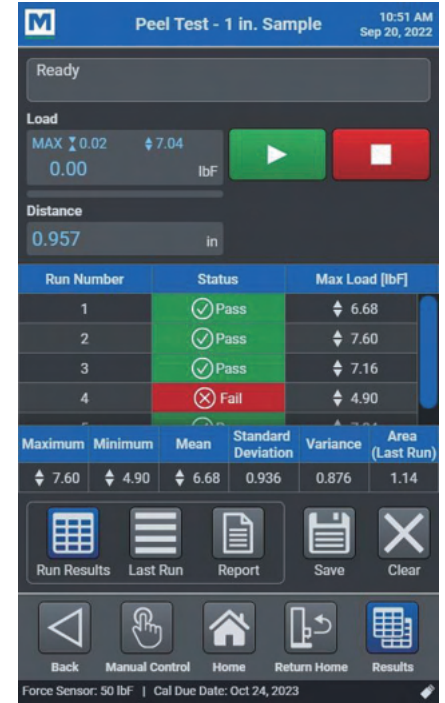 M
Peel Test - 1 in. Sample
10:51 AM
Sep 20, 2022
Ready
Load
MAX 0.02 7.04
0.00 lbF
Distance
0.957 in
Run Number Status Max Load [lbF]
1 Pass 6.68
2 Pass 7.60
3 Pass 7.16
4 Fail 4.90
Maximum Minimum Mean Standard Deviation Variance Area (Last Run)
7.60 4.90 6.68 0.936 0.876 1.14
Run Results Last Run Report Save Clear
Back Manual Control Home Return Home Results
Force Sensor: 50 lbF | Cal Due Date: Oct 24, 2023